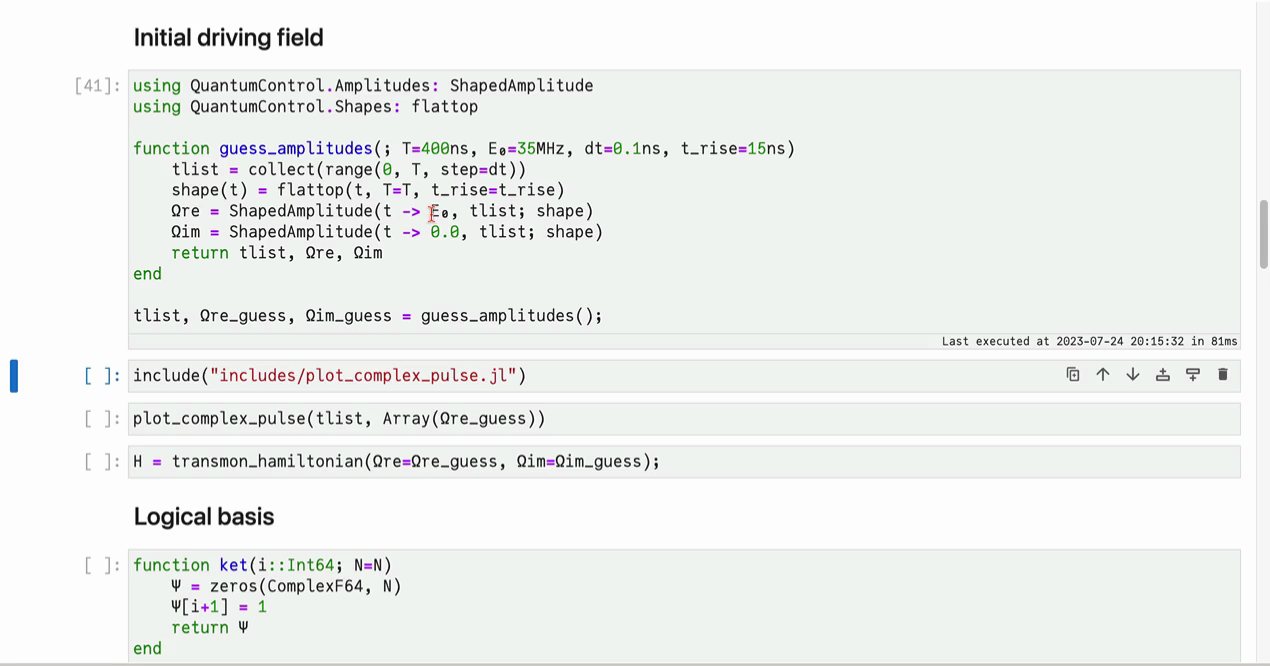 Initial driving field
[41]: using QuantumControl.Amplitudes: ShapedAmplitude
using QuantumControl.Shapes: flattop
function guess_amplitudes(; T=400ns, E₀=35MHz, dt=0.1ns, t_rise=15ns)
    tlist = collect(range(0, T, step=dt))
    shape(t) = flattop(t, T=T, t_rise=t_rise)
    Ωre = ShapedAmplitude(t -> E₀, tlist; shape)
    Ωim = ShapedAmplitude(t -> 0.0, tlist; shape)
    return tlist, Ωre, Ωim
end
tlist, Ωre_guess, Ωim_guess = guess_amplitudes();
Last executed at 2023-07-24 20:15:32 in 81ms
[ ]: include("includes/plot_complex_pulse.jl")
[ ]: plot_complex_pulse(tlist, Array(Ωre_guess))
[ ]: H = transmon_hamiltonian(Ωre=Ωre_guess, Ωim=Ωim_guess);
Logical basis
[ ]: function ket(i::Int64; N=N)
    Ψ = zeros(ComplexF64, N)
    Ψ[i+1] = 1
    return Ψ
end